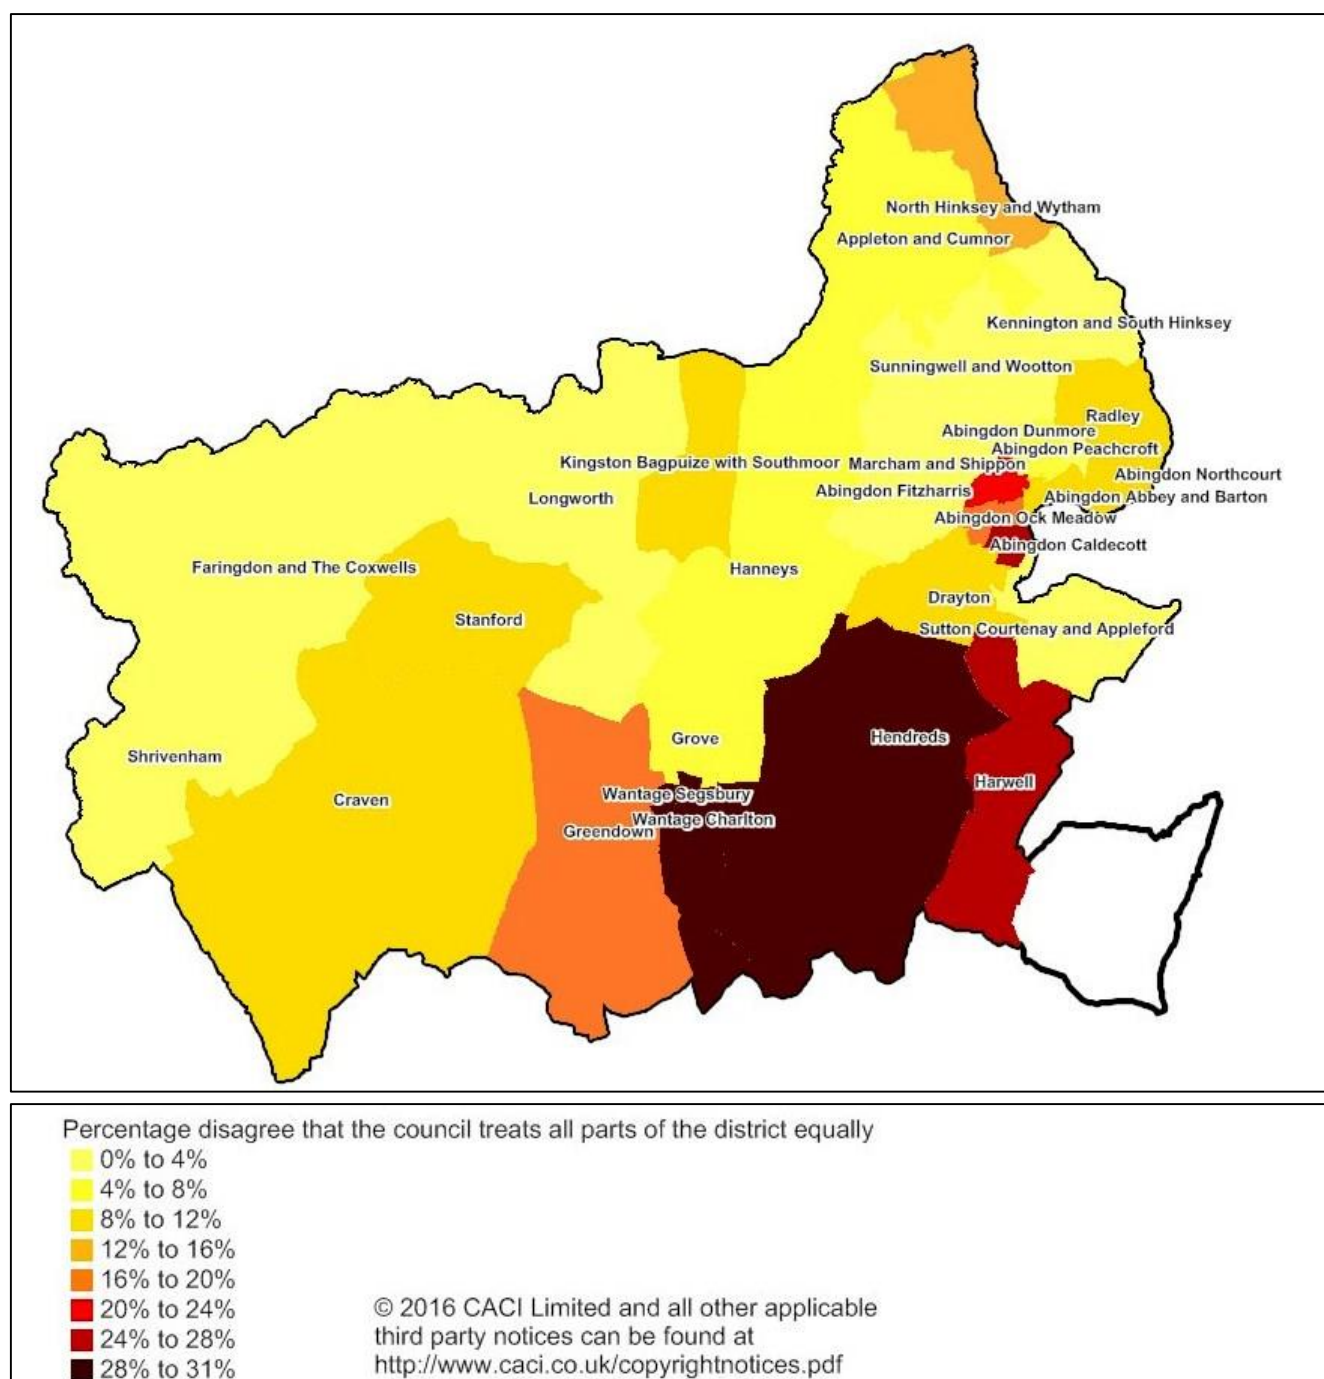 North Hinksey and Wytham
Appleton and Cumnor
Kennington and South Hinksey
Sunningwell and Wootton
Radley
Abingdon Dunmore
Abingdon Peachcroft
Kingston Bagpuize with Southmoor
Marcham and Shippon
Abingdon Northcourt
Abingdon Fitzharris
Abingdon Abbey and Barton
Longworth
Abingdon Ock Meadow
Abingdon Caldecott
Faringdon and The Coxwells
Hanneys
Drayton
Stanford
Sutton Courtenay and Appleford
Grove
Hendreds
Shrivenham
Harwell
Wantage Segsbury
Craven
Wantage Charlton
Greendown
Percentage disagree that the council treats all parts of the district equally
0% to 4%
4% to 8%
8% to 12%
12% to 16%
16% to 20%
20% to 24%
24% to 28%
28% to 31%
© 2016 CACI Limited and all other applicable
third party notices can be found at
http://www.caci.co.uk/copyrightnotices.pdf